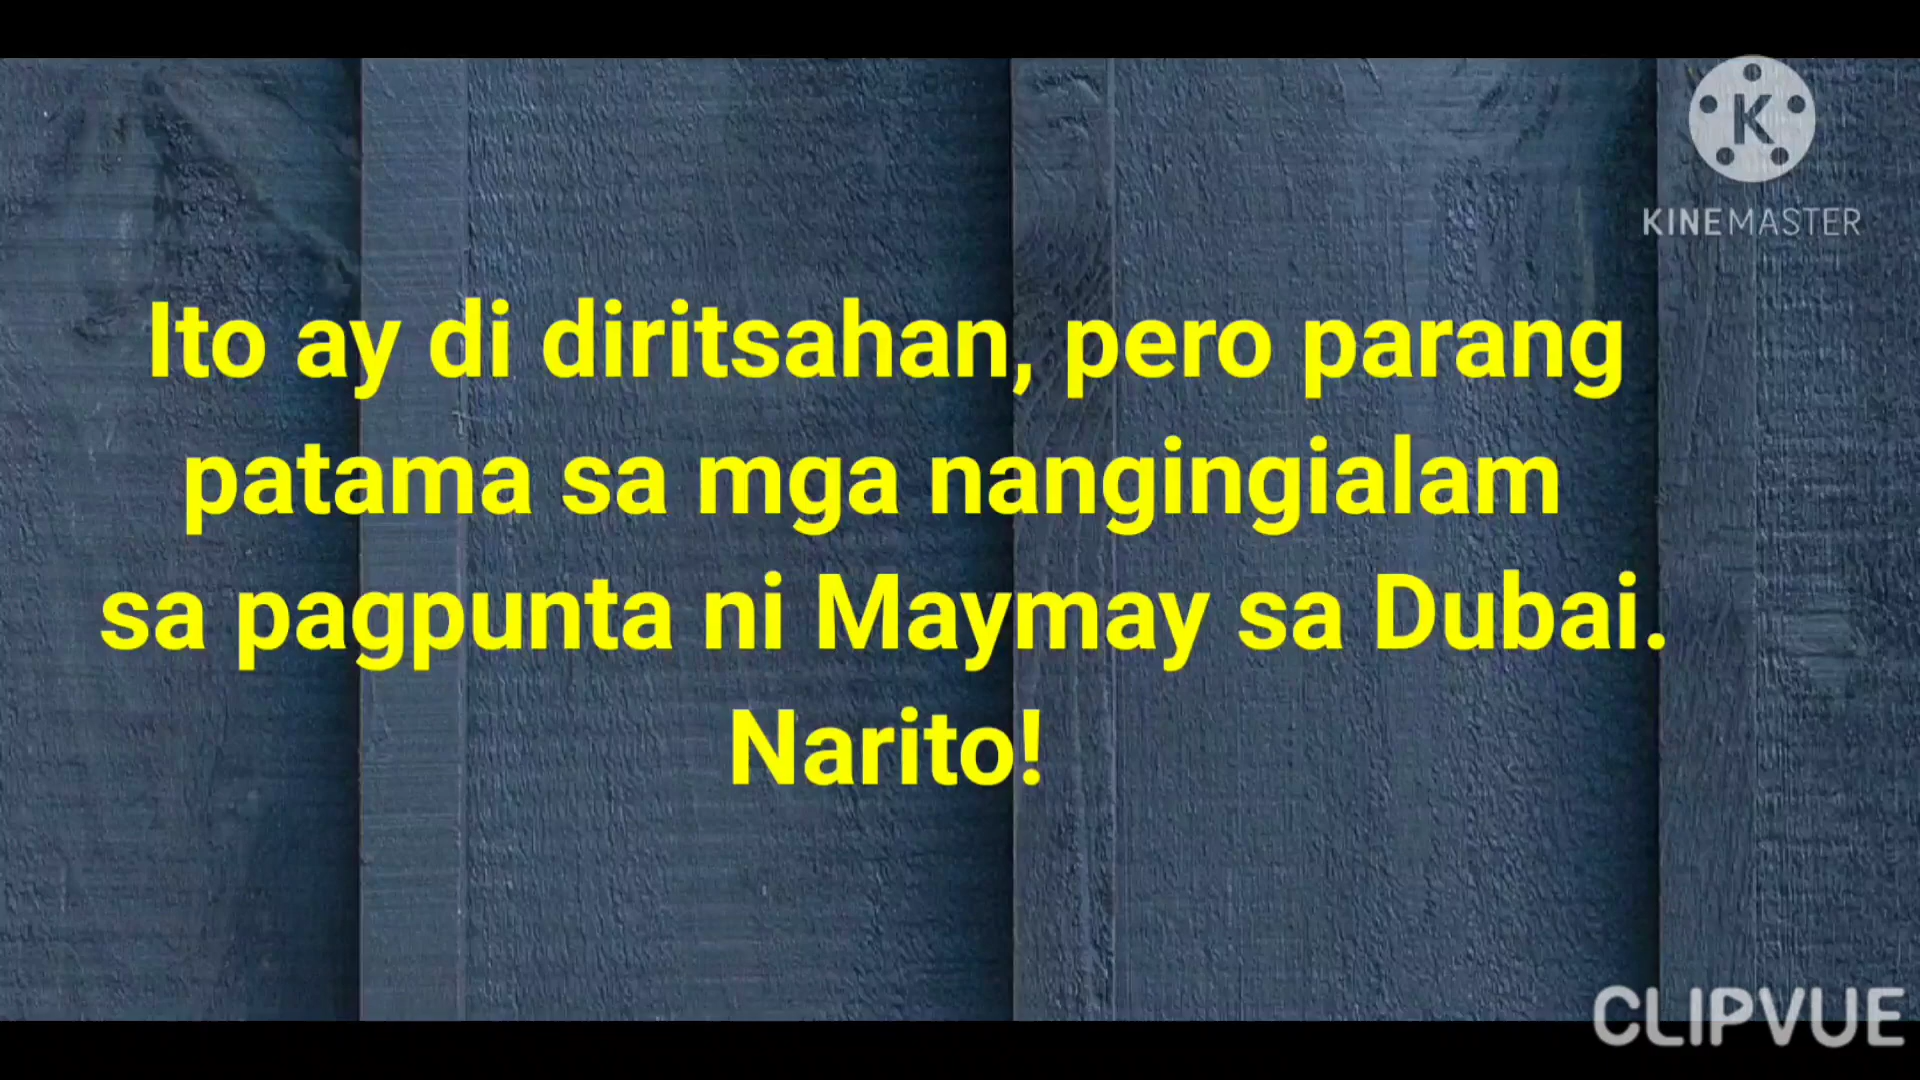 K
KINEMASTER
Ito ay di diritsahan, pero parang
patama sa mga nangingialam
sa pagpunta ni Maymay sa Dubai.
Narito!
CLIPVUE